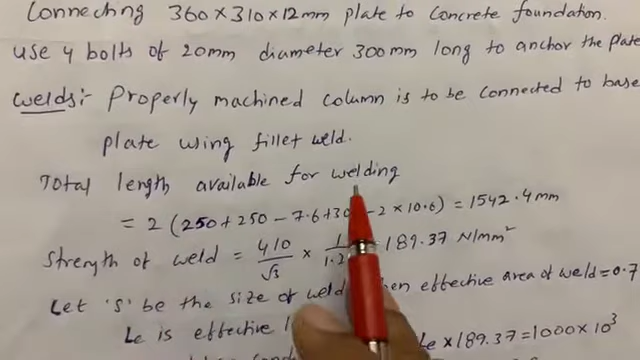 Connecting 360×310×12mm plate to concrete foundation.
Use 4 bolts of 20mm diameter 300mm long to anchor the plate
Welds:- Properly machined column is to be connected to base
plate using fillet weld.
Total length available for welding
= 2 (250+250-7.6+30 -2×10.6) = 1542.4mm
Strength of weld = 410/√3 × 1/1.2 189.37 N/mm²
Let 's' be the size of weld then effective area of weld=0.7
Le is effective Le ×189.37=1000×10³